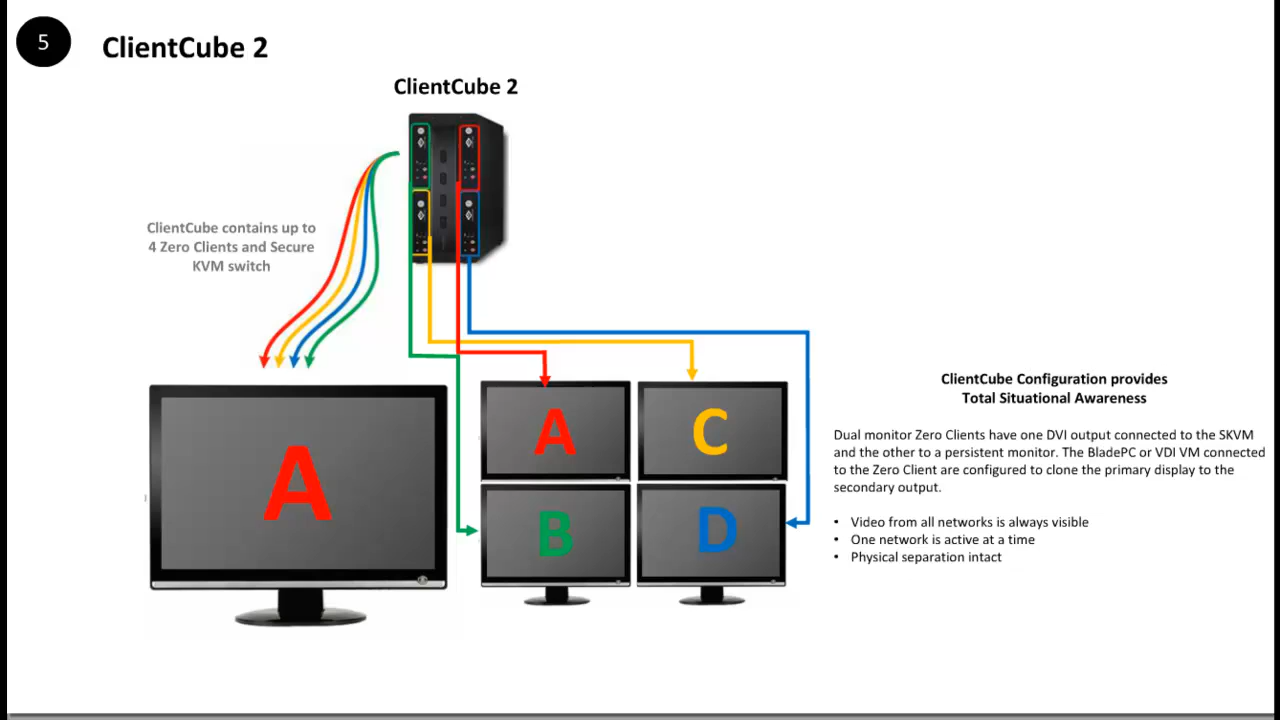 5
ClientCube 2
ClientCube 2
ClientCube contains up to
4 Zero Clients and Secure
KVM switch
A
A
C
B
D
ClientCube Configuration provides
Total Situational Awareness
Dual monitor Zero Clients have one DVI output connected to the SKVM
and the other to a persistent monitor. The BladePC or VDI VM connected
to the Zero Client are configured to clone the primary display to the
secondary output.
• Video from all networks is always visible
• One network is active at a time
• Physical separation intact